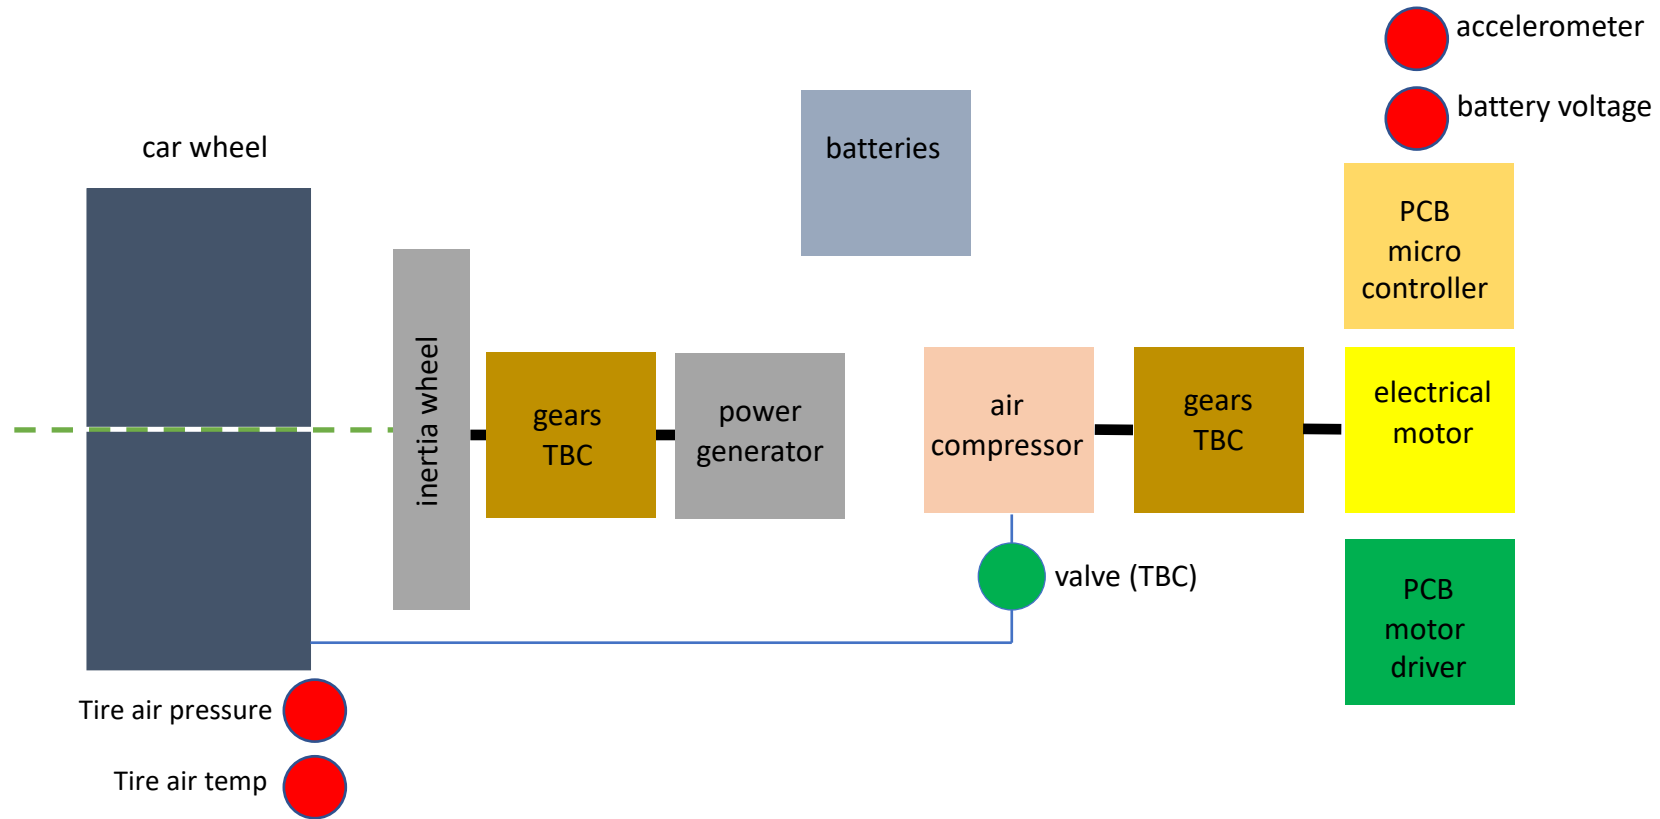 accelerometer
battery voltage
car wheel
batteries
PCB
micro
controller
inertia wheel
gears
TBC
power
generator
air
compressor
gears
TBC
electrical
motor
valve (TBC)
PCB
motor
driver
Tire air pressure
Tire air temp